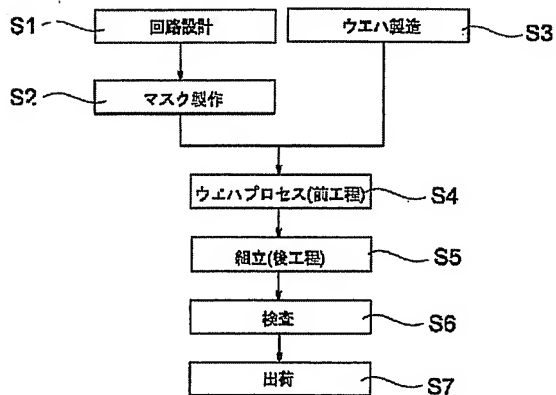 S1 回路設計
ウエハ製造 S3
S2 マスク製作
ウエハプロセス(前工程) S4
組立(後工程) S5
検査 S6
出荷 S7